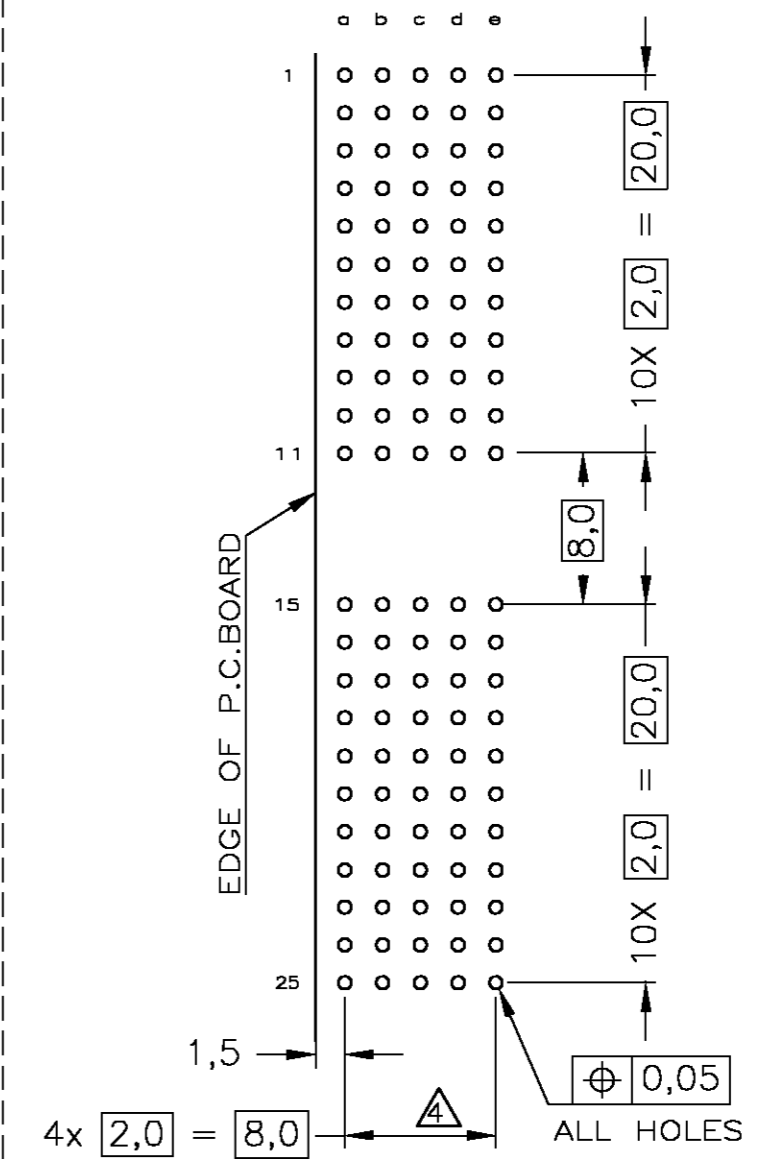 a b c d e
1
10X 2,0 = 20,0
11
8,0
EDGE OF P.C.BOARD
15
10X 2,0 = 20,0
25
1,5
⌖ 0,05
ALL HOLES
4x 2,0 = 8,0
4